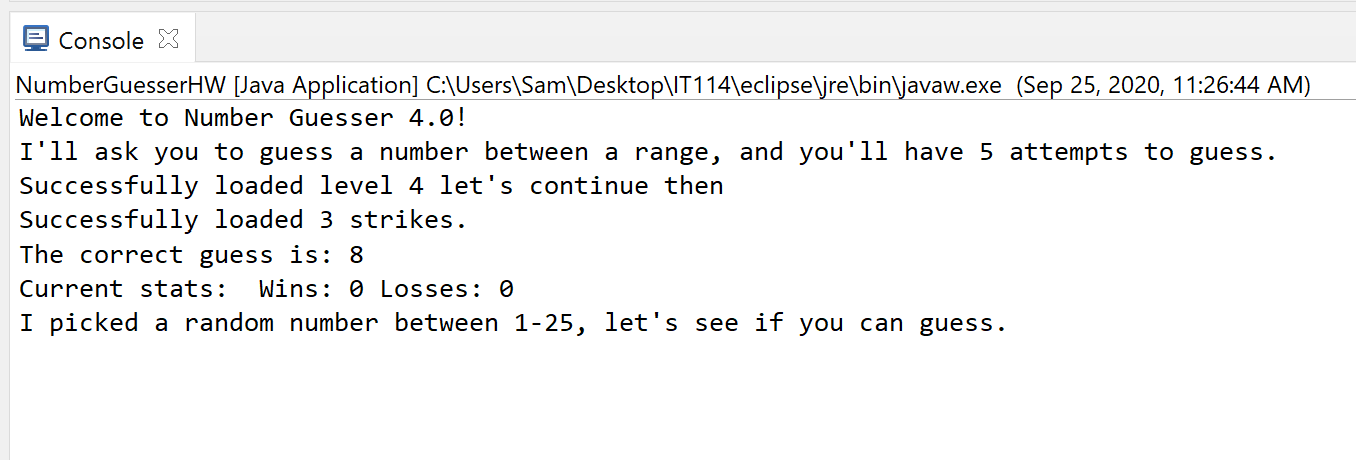 Console
NumberGuesserHW [Java Application] C:\Users\Sam\Desktop\IT114\eclipse\jre\bin\javaw.exe  (Sep 25, 2020, 11:26:44 AM)
Welcome to Number Guesser 4.0!
I'll ask you to guess a number between a range, and you'll have 5 attempts to guess.
Successfully loaded level 4 let's continue then
Successfully loaded 3 strikes.
The correct guess is: 8
Current stats:  Wins: 0 Losses: 0
I picked a random number between 1-25, let's see if you can guess.